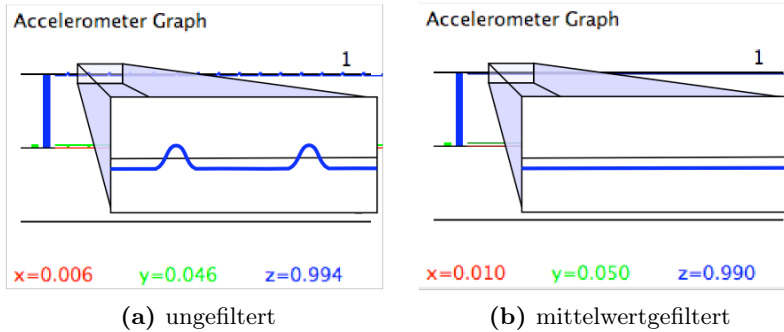 Accelerometer Graph
1
x=0.006 y=0.046 z=0.994
(a) ungefiltert
Accelerometer Graph
1
x=0.010 y=0.050 z=0.990
(b) mittelwertgefiltert